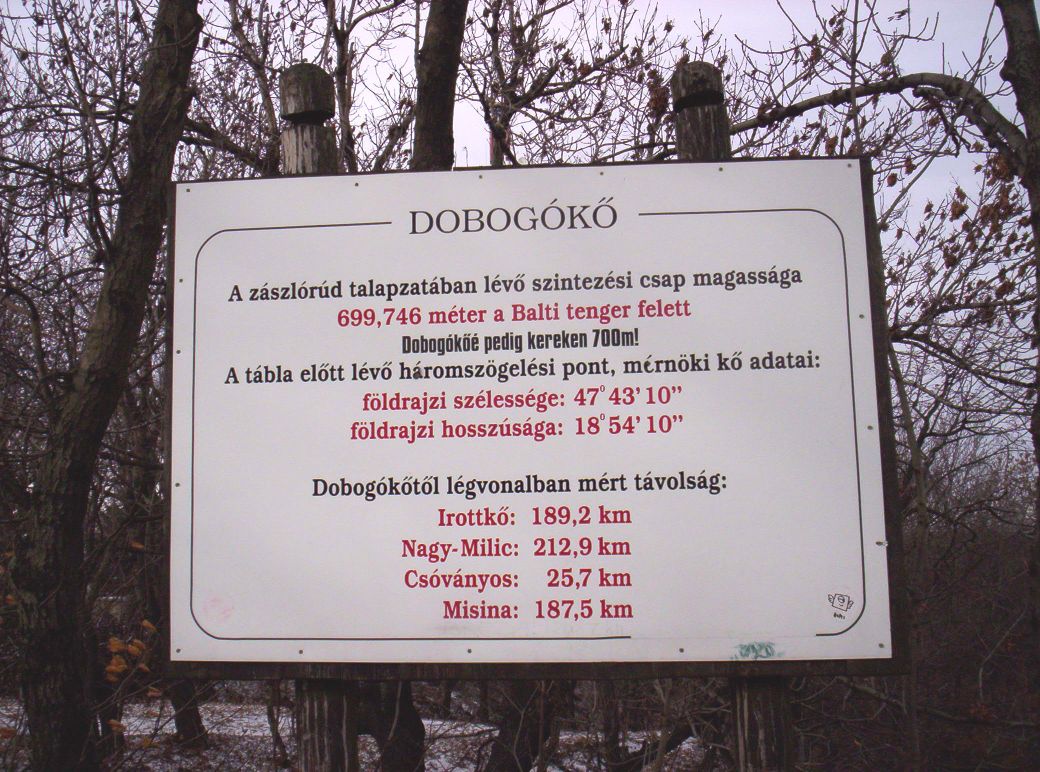 DOBOGÓKŐ
A zászlórúd talapzatában lévő szintezési csap magassága
699,746 méter a Balti tenger felett
Dobogókőé pedig kereken 700m!
A tábla előtt lévő háromszögelési pont, mérnöki kő adatai:
földrajzi szélessége: 47° 43' 10”
földrajzi hosszúsága: 18° 54' 10”
Dobogókőtől légvonalban mért távolság:
Irottkő: 189,2 km
Nagy-Milic: 212,9 km
Csóványos: 25,7 km
Misina: 187,5 km